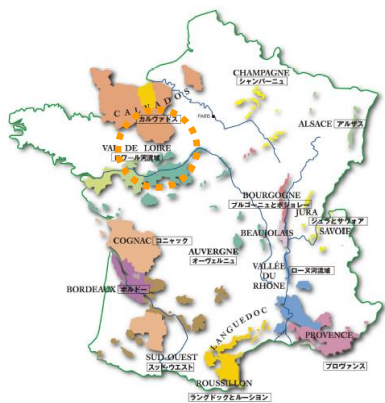 CHAMPAGNE
シャンパーニュ
CALVADOS
カルヴァドス
PARIS
ALSACE アルザス
VAL DE LOIRE
ロワール河流域
BOURGOGNE
ブルゴーニュとボジョレー
JURA
ジュラとサヴォア
SAVOIE
BEAUJOLAIS
COGNAC コニャック
AUVERGNE
オーヴェルニュ
VALLÉE
DU
RHÔNE
ローヌ河流域
BORDEAUX ボルドー
LANGUEDOC
PROVENCE
プロヴァンス
SUD-OUEST
スッド・ウエスト
ROUSSILLON
ラングドックとルーション